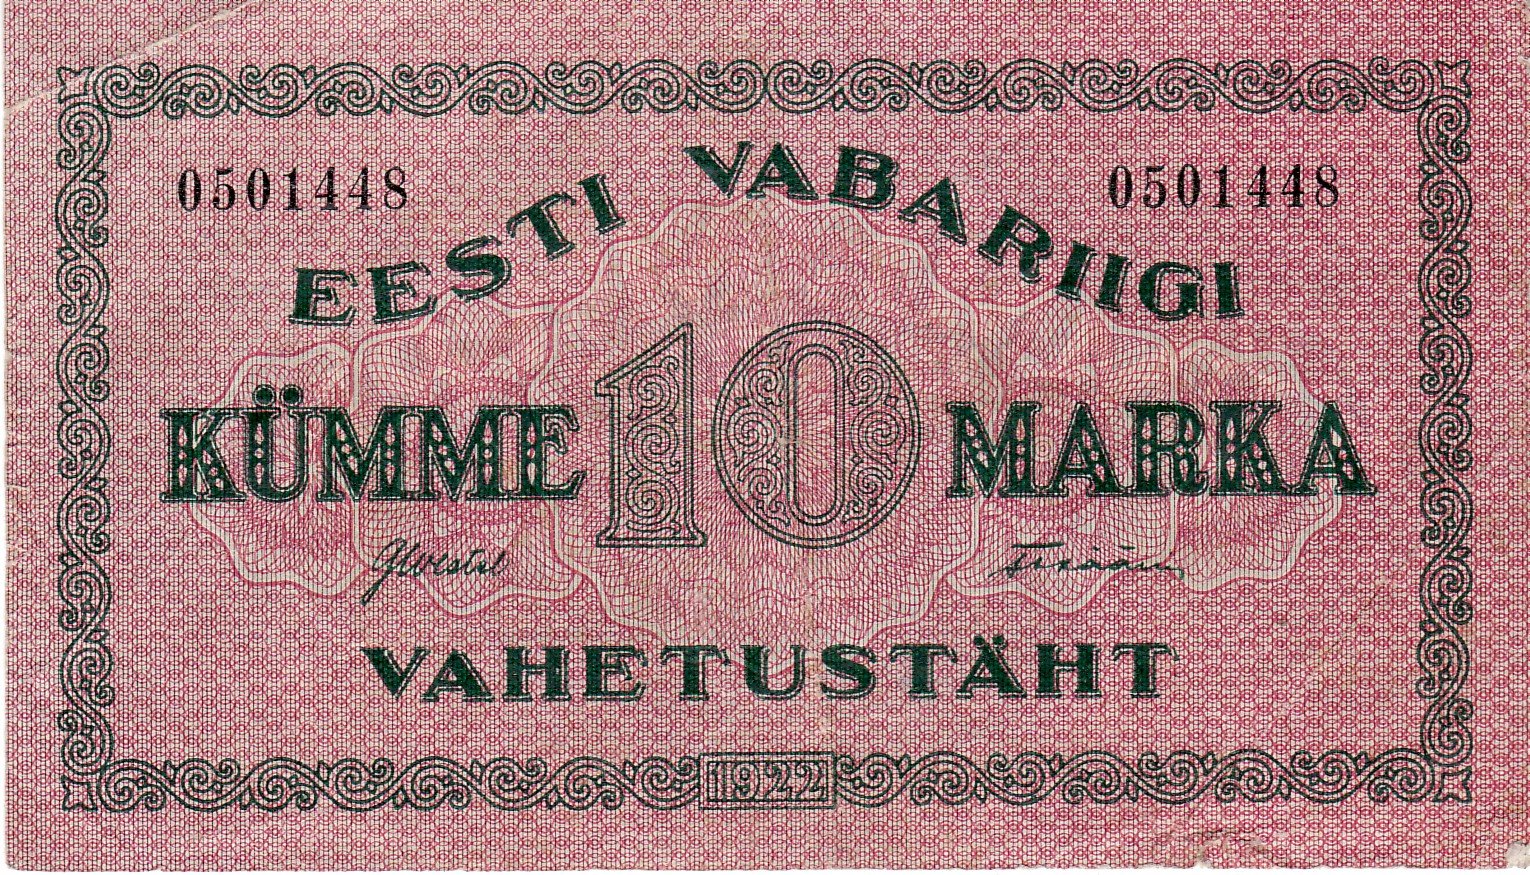 0501448 0501448
EESTI VABARIIGI
KÜMME 10 MARKA
VAHETUSTÄHT
1922